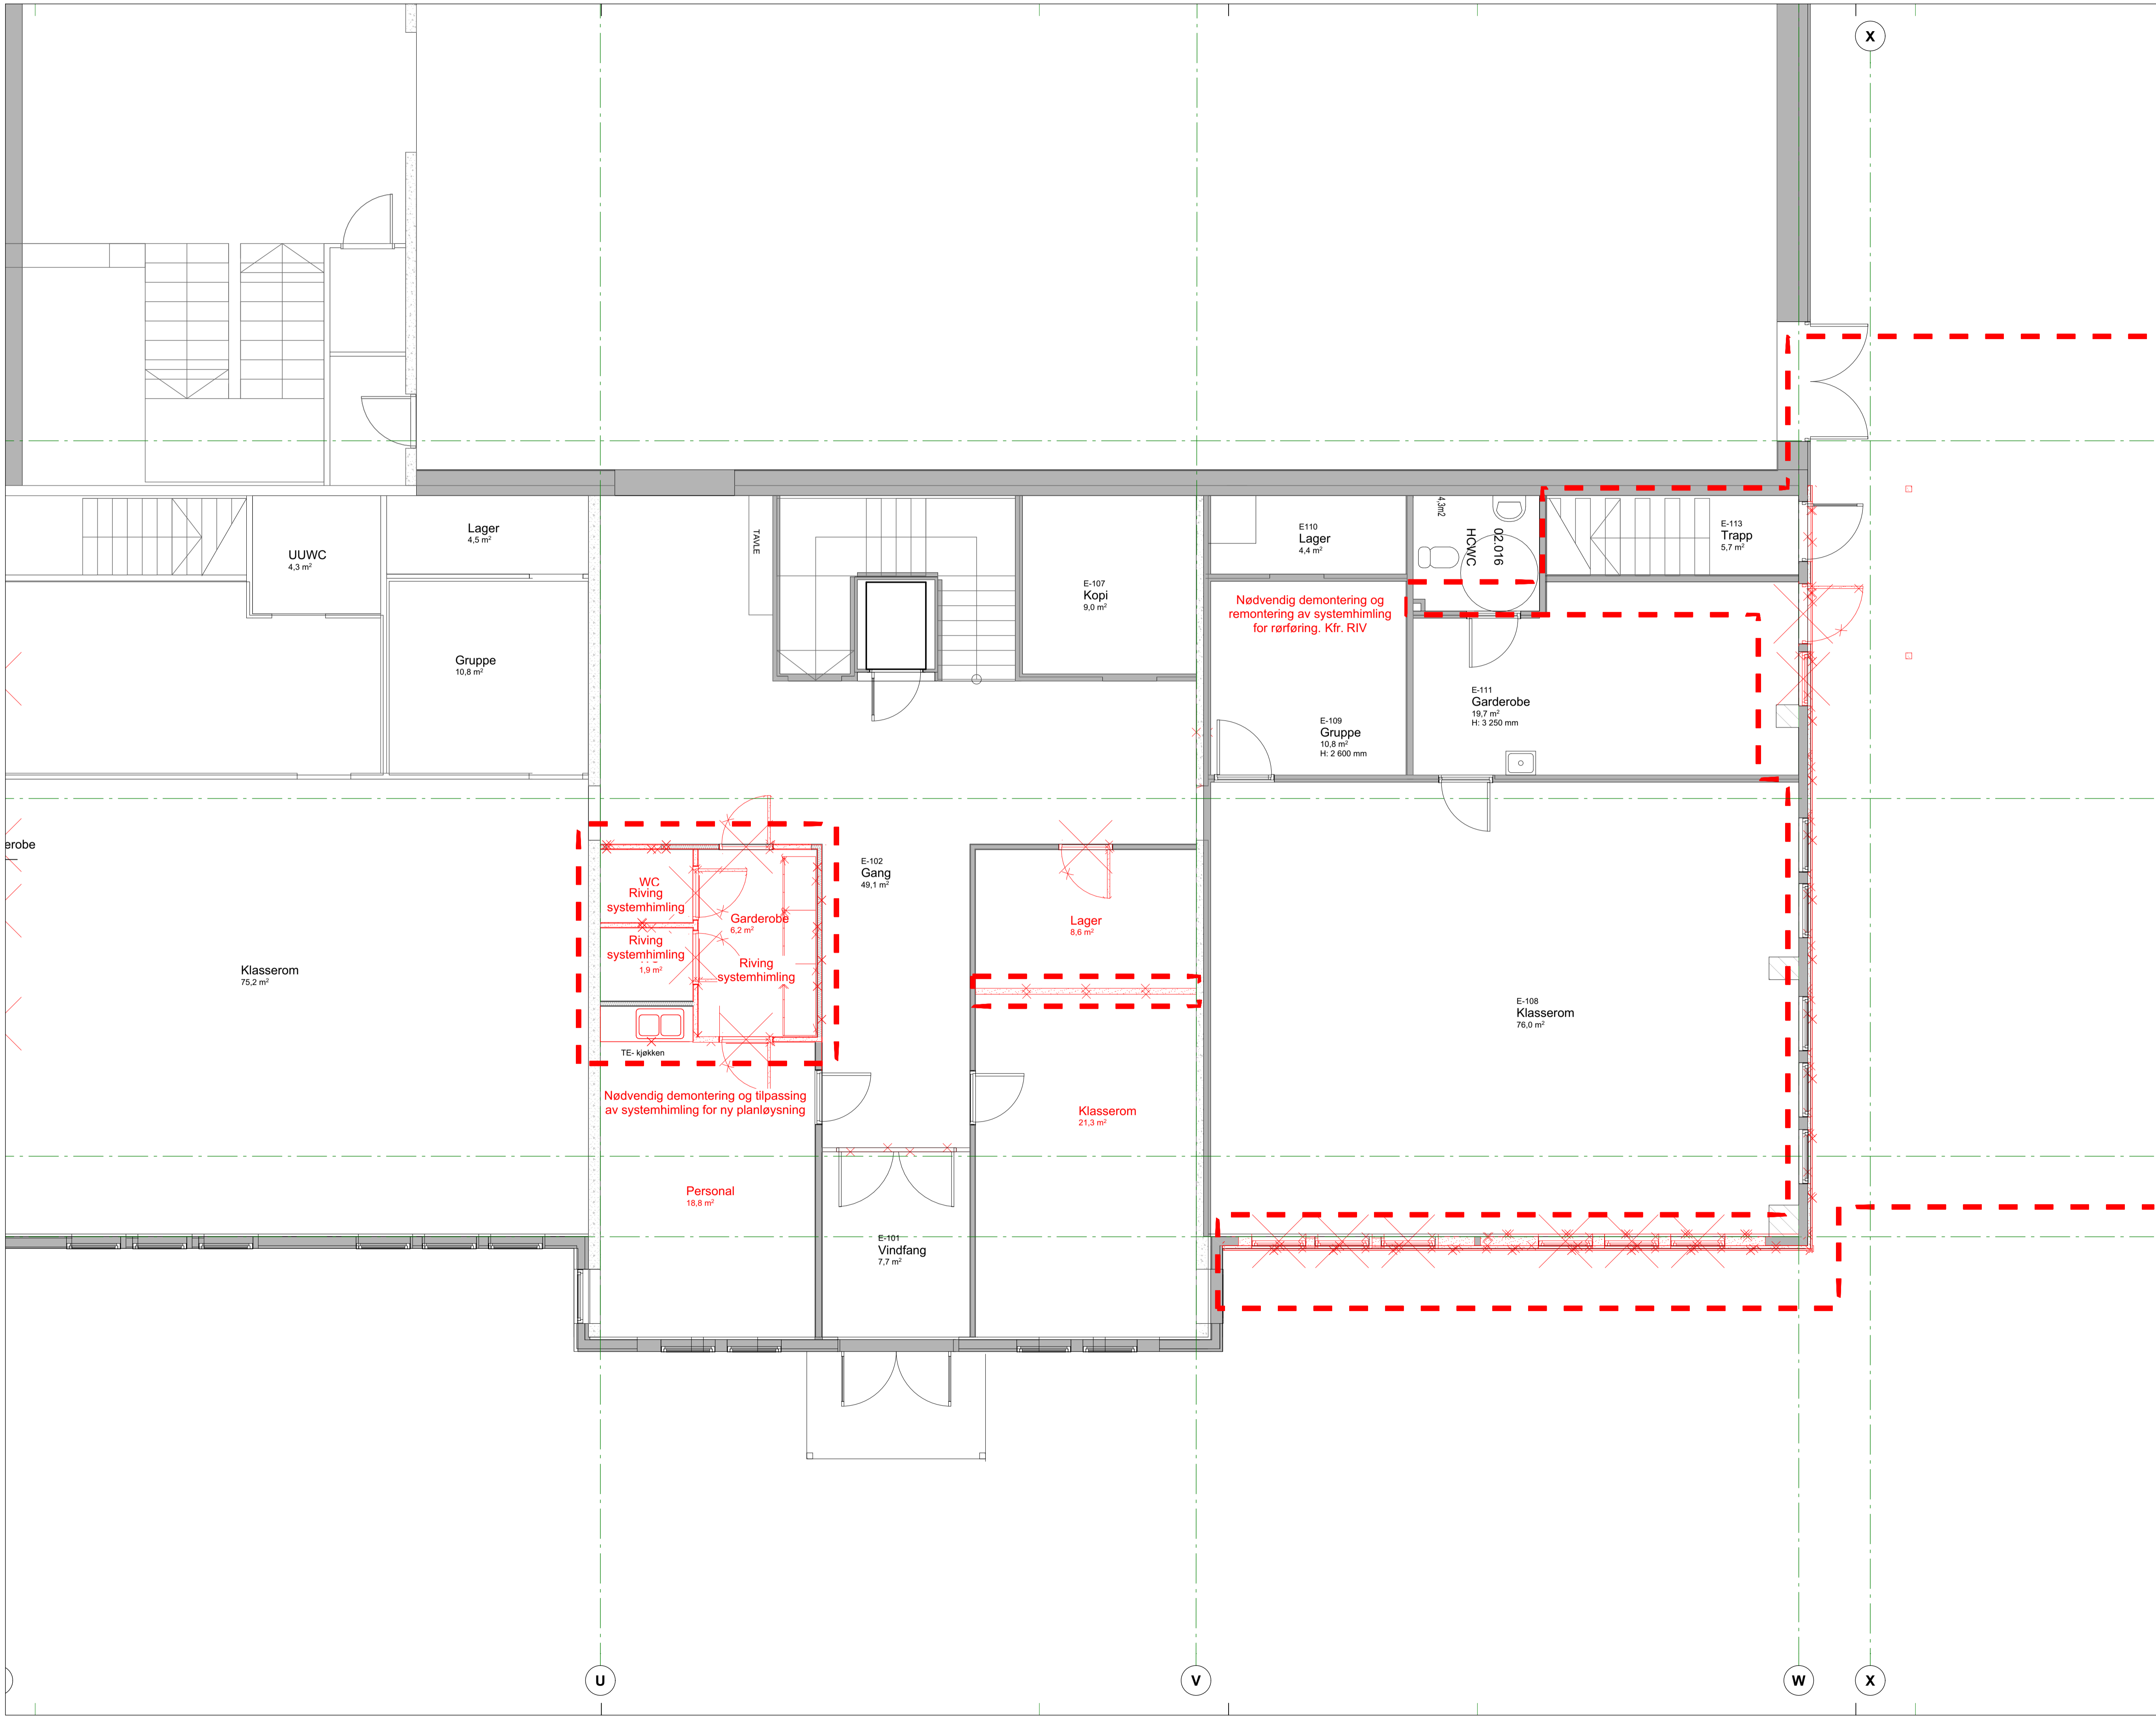 X
Lager
4,5 m²
UUWC
4,3 m²
TAVLE
E-107
Kopi
9,0 m²
E110
Lager
4,4 m²
4,3m2
HCWC
02.016
E-113
Trapp
5,7 m²
Gruppe
10,8 m²
Nødvendig demontering og
remontering av systemhimling
for rørføring. Kfr. RIV
E-109
Gruppe
10,8 m²
H: 2 600 mm
E-111
Garderobe
19,7 m²
H: 3 250 mm
erobe
Klasserom
75,2 m²
WC
Riving
systemhimling
Riving
systemhimling
1,9 m²
Garderobe
6,2 m²
Riving
systemhimling
TE- kjøkken
E-102
Gang
49,1 m²
Lager
8,6 m²
Nødvendig demontering og tilpassing
av systemhimling for ny planløysning
Klasserom
21,3 m²
E-108
Klasserom
76,0 m²
Personal
18,8 m²
E-101
Vindfang
7,7 m²
U
V
W
X